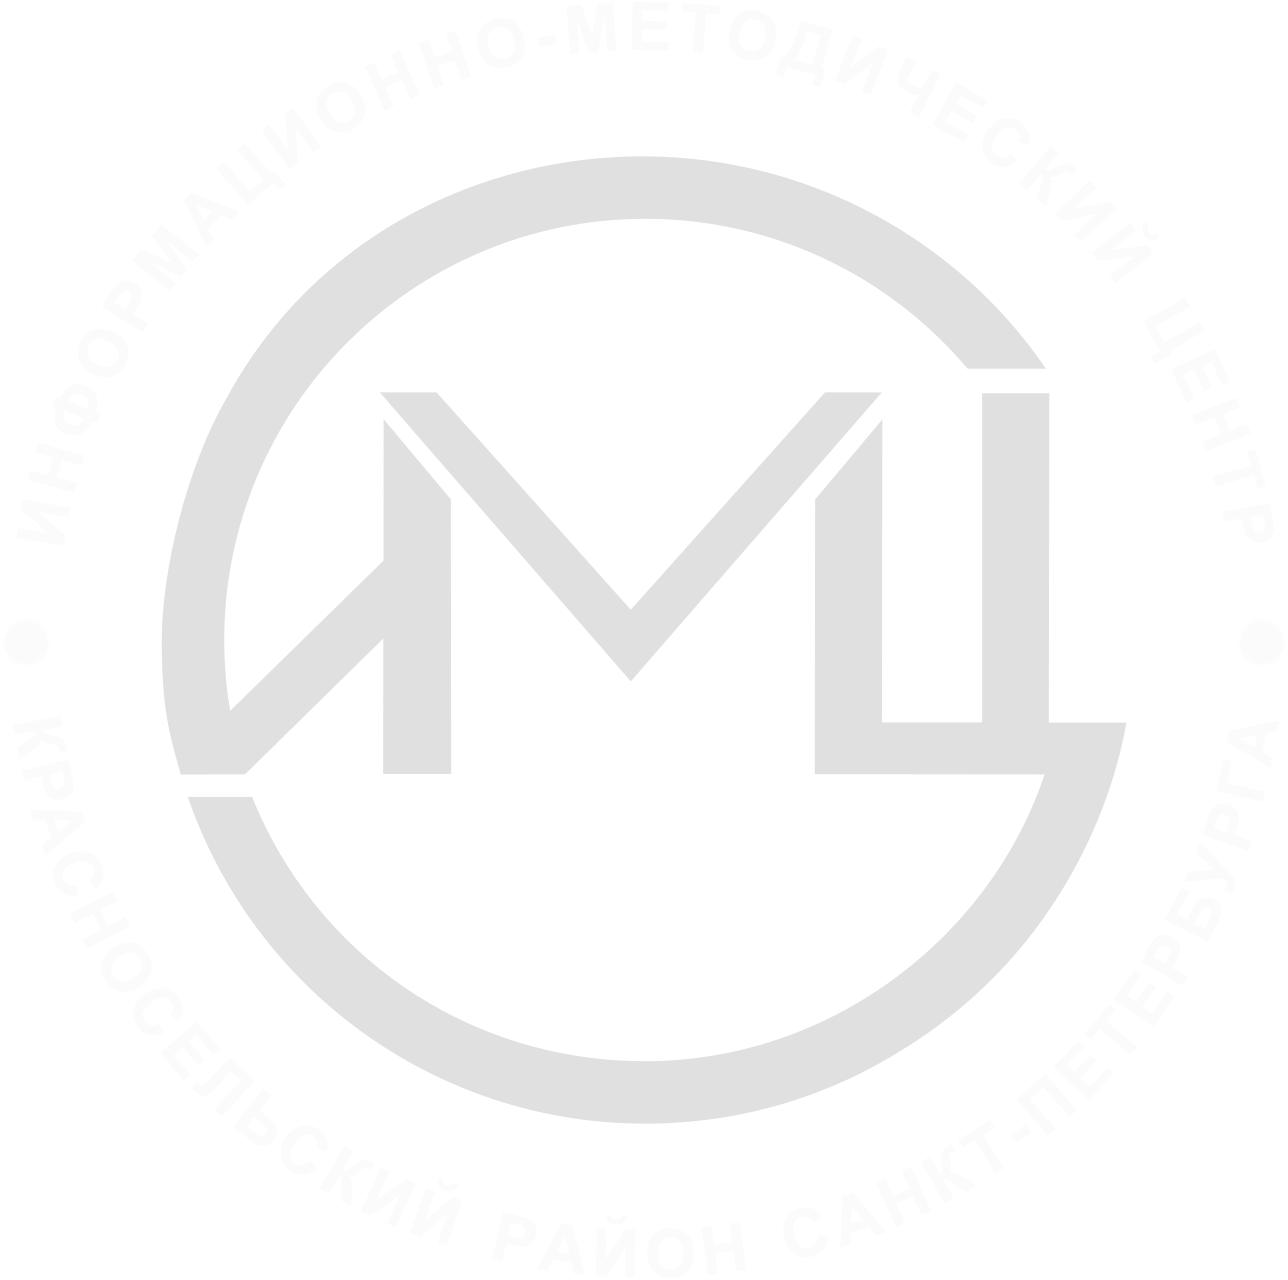 ИНФОРМАЦИОННО-МЕТОДИЧЕСКИЙ ЦЕНТР
ИМЦ
КРАСНОСЕЛЬСКИЙ РАЙОН САНКТ-ПЕТЕРБУРГА